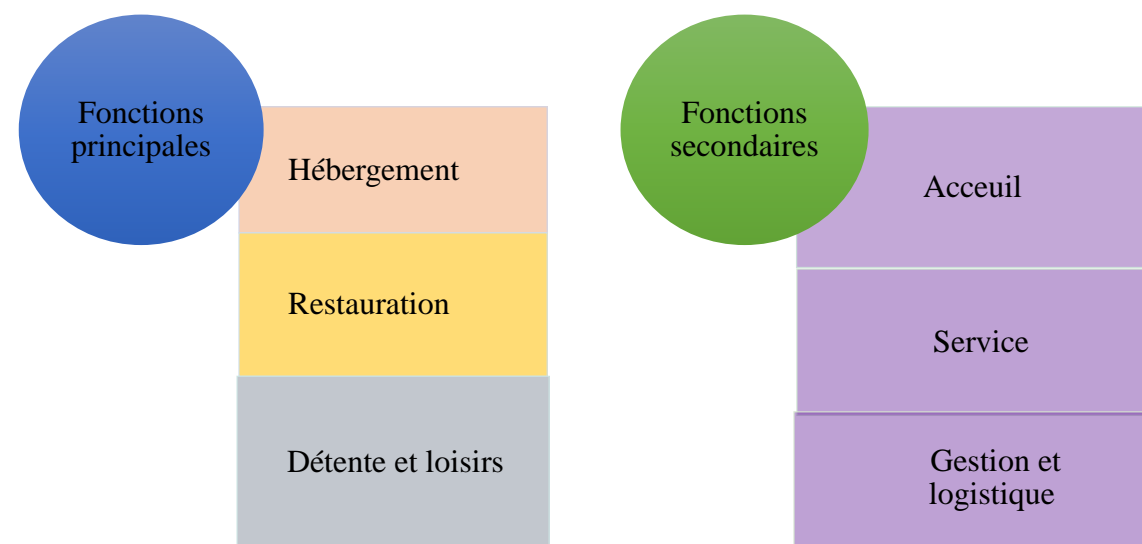 Fonctions
principales
Hébergement
Restauration
Détente et loisirs
Fonctions
secondaires
Acceuil
Service
Gestion et
logistique